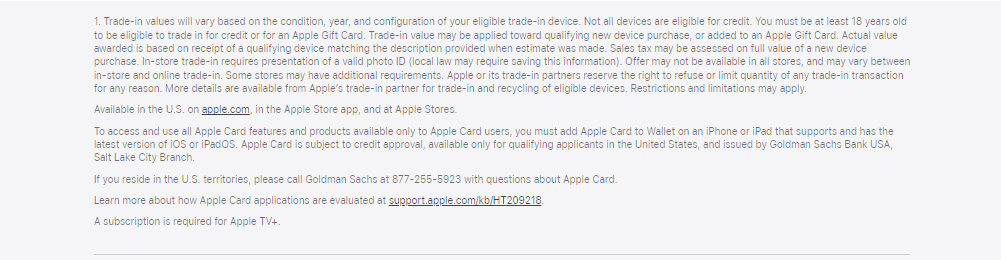 1. Trade-in values will vary based on the condition, year, and configuration of your eligible trade-in device. Not all devices are eligible for credit. You must be at least 18 years old
to be eligible to trade in for credit or for an Apple Gift Card. Trade-in value may be applied toward qualifying new device purchase, or added to an Apple Gift Card. Actual value
awarded is based on receipt of a qualifying device matching the description provided when estimate was made. Sales tax may be assessed on full value of a new device
purchase. In-store trade-in requires presentation of a valid photo ID (local law may require saving this information). Offer may not be available in all stores, and may vary between
in-store and online trade-in. Some stores may have additional requirements. Apple or its trade-in partners reserve the right to refuse or limit quantity of any trade-in transaction
for any reason. More details are available from Apple's trade-in partner for trade-in and recycling of eligible devices. Restrictions and limitations may apply.
Available in the U.S. on apple.com, in the Apple Store app, and at Apple Stores.
To access and use all Apple Card features and products available only to Apple Card users, you must add Apple Card to Wallet on an iPhone or iPad that supports and has the
latest version of iOS or iPadOS. Apple Card is subject to credit approval, available only for qualifying applicants in the United States, and issued by Goldman Sachs Bank USA,
Salt Lake City Branch.
If you reside in the U.S. territories, please call Goldman Sachs at 877-255-5923 with questions about Apple Card.
Learn more about how Apple Card applications are evaluated at support.apple.com/kb/HT209218.
A subscription is required for Apple TV+.